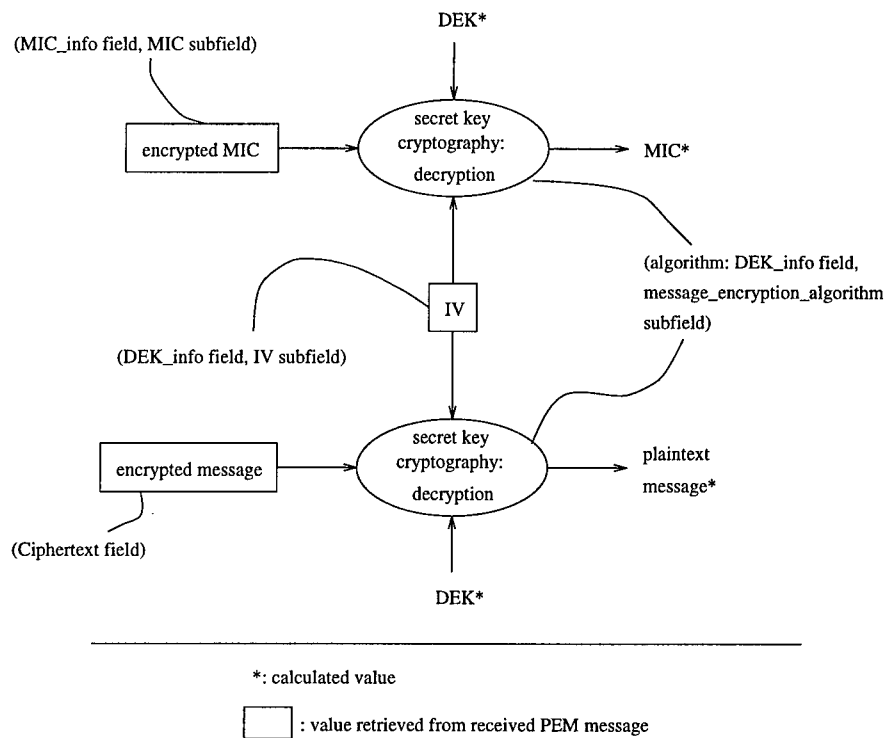 DEK*
(MIC_info field, MIC subfield)
secret key
cryptography:
decryption
encrypted MIC
MIC*
(algorithm: DEK_info field,
message_encryption_algorithm
subfield)
IV
(DEK_info field, IV subfield)
secret key
cryptography:
decryption
encrypted message
plaintext
message*
(Ciphertext field)
DEK*
*: calculated value
: value retrieved from received PEM message